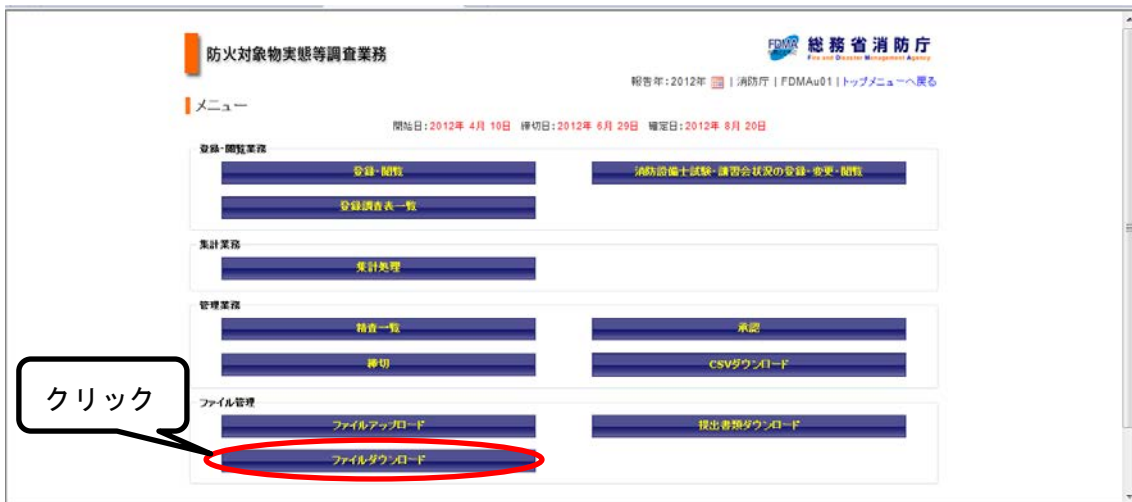 防火対象物実態等調査業務
FDMA 総務省消防庁
Fire and Disaster Management Agency
報告年:2012年 | 消防庁 | FDMAu01 | トップメニューへ戻る
メニュー
開始日:2012年 4月 10日 締切日:2012年 6月 29日 確定日:2012年 8月 20日
登録・閲覧業務
登録・閲覧 消防設備士試験・講習会状況の登録・変更・閲覧
登録調査表一覧
集計業務
集計処理
管理業務
精査一覧 承認
締切 CSVダウンロード
クリック
ファイル管理
ファイルアップロード 提出書類ダウンロード
ファイルダウンロード